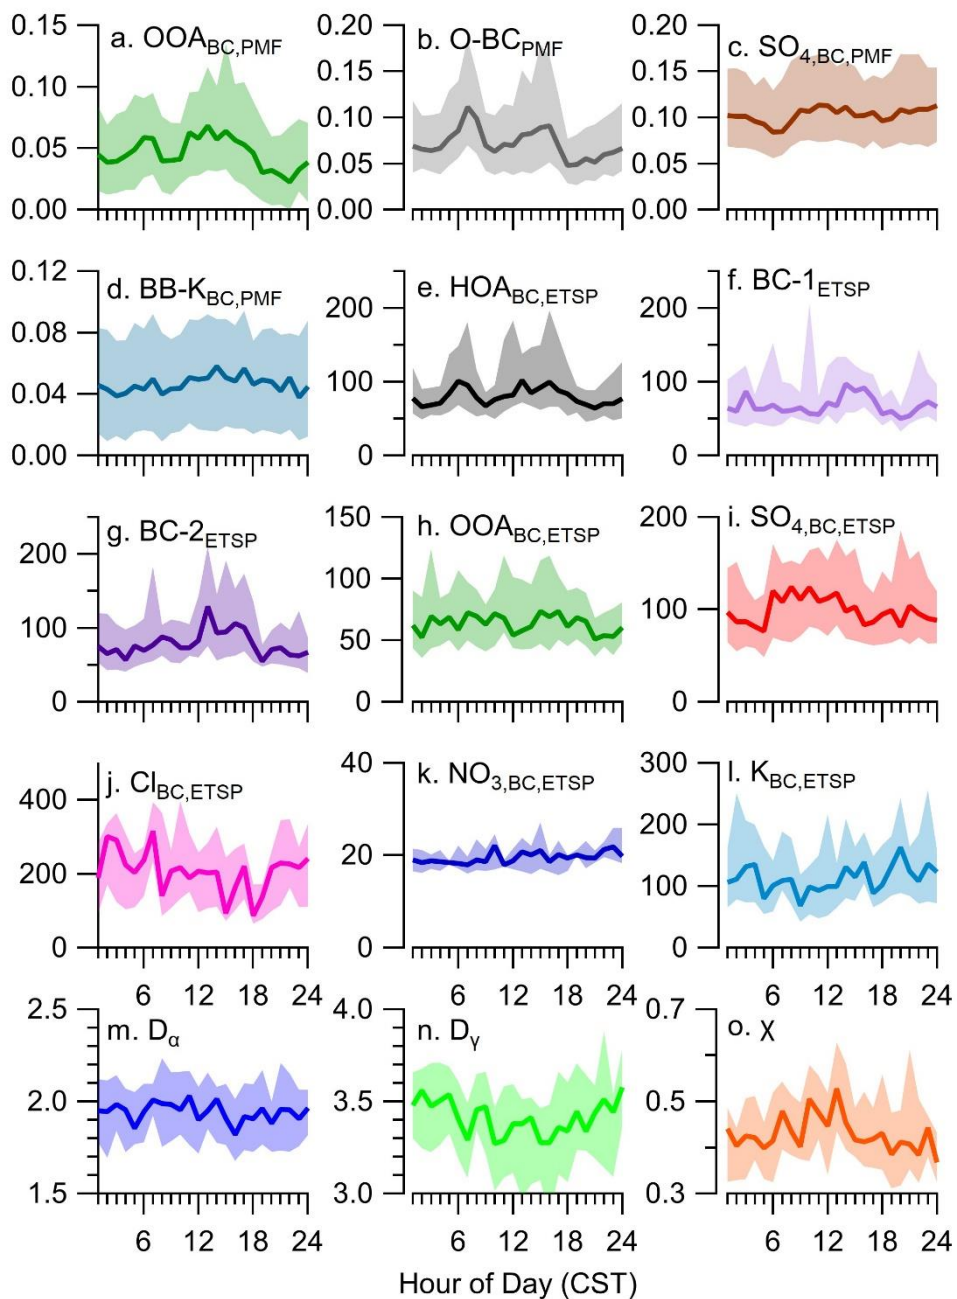 a. OOA_BC,PMF
0.15
0.10
0.05
0.00
b. O-BC_PMF
0.20
0.15
0.10
0.05
0.00
c. SO_4,BC,PMF
0.20
0.15
0.10
0.05
0.00
d. BB-K_BC,PMF
0.12
0.08
0.04
0.00
e. HOA_BC,ETSP
200
100
0
f. BC-1_ETSP
200
100
0
g. BC-2_ETSP
200
100
0
h. OOA_BC,ETSP
150
100
50
0
i. SO_4,BC,ETSP
200
100
0
j. Cl_BC,ETSP
400
200
0
6 12 18 24
k. NO_3,BC,ETSP
40
20
0
6 12 18 24
l. K_BC,ETSP
300
200
100
0
6 12 18 24
m. D_α
2.5
2.0
1.5
6 12 18 24
n. D_γ
4.0
3.5
3.0
6 12 18 24
o. χ
0.7
0.5
0.3
6 12 18 24
Hour of Day (CST)